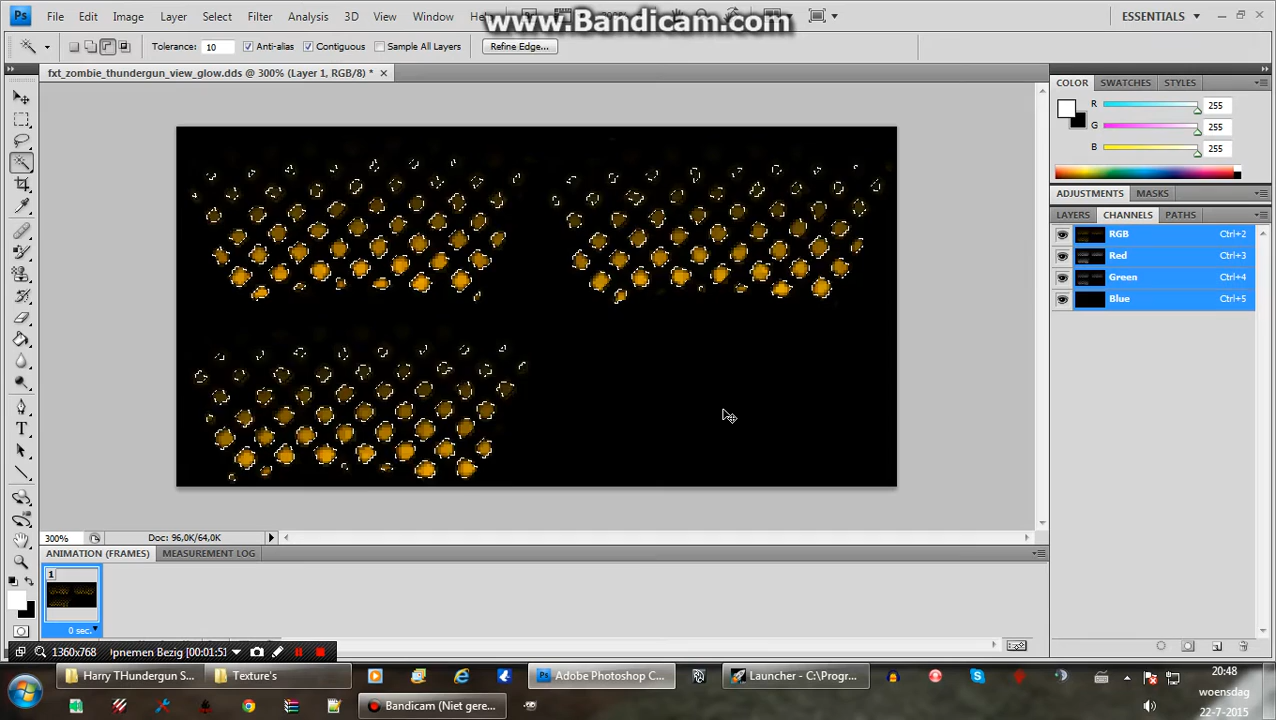 www.Bandicam.com
Ps File Edit Image Layer Select Filter Analysis 3D View Window ESSENTIALS
Tolerance: 10 Anti-alias Contiguous Sample All Layers Refine Edge...
fxt_zombie_thundergun_view_glow.dds @ 300% (Layer 1, RGB/8) *
COLOR SWATCHES STYLES
R 255
G 255
B 255
ADJUSTMENTS MASKS
LAYERS CHANNELS PATHS
RGB Ctrl+2
Red Ctrl+3
Green Ctrl+4
Blue Ctrl+5
300% Doc: 96,0K/64,0K
ANIMATION (FRAMES) MEASUREMENT LOG
1
0 sec.
1360x768 Ipnemen Bezig [00:01:51
Harry THundergun S... Texture's Adobe Photoshop C... Launcher - C:\Progr...
Bandicam (Niet gere...
20:48
woensdag
22-7-2015